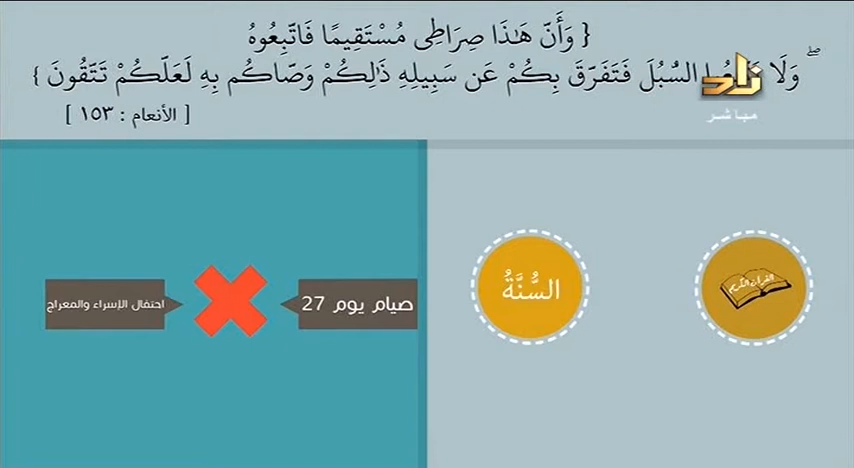 { وَأَنَّ هَٰذَا صِرَاطِي مُسْتَقِيمًا فَاتَّبِعُوهُ
وَلَا السُّبُلَ فَتَفَرَّقَ بِكُمْ عَن سَبِيلِهِ ذَٰلِكُمْ وَصَّاكُم بِهِ لَعَلَّكُمْ تَتَّقُونَ }
[ الأنعام : ١٥٣ ]
زاد
مباشر
القرآن الكريم
السُّنَّةُ
صيام يوم 27
احتفال الإسراء والمعراج